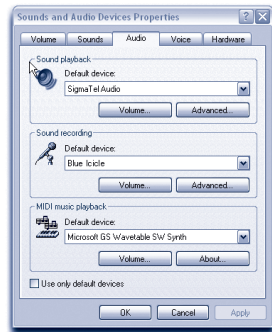 Sounds and Audio Devices Properties
Volume Sounds Audio Voice Hardware
Sound playback
Default device:
SigmaTel Audio
Volume... Advanced...
Sound recording
Default device:
Blue Icicle
Volume... Advanced...
MIDI music playback
Default device:
Microsoft GS Wavetable SW Synth
Volume... About...
Use only default devices
OK Cancel Apply